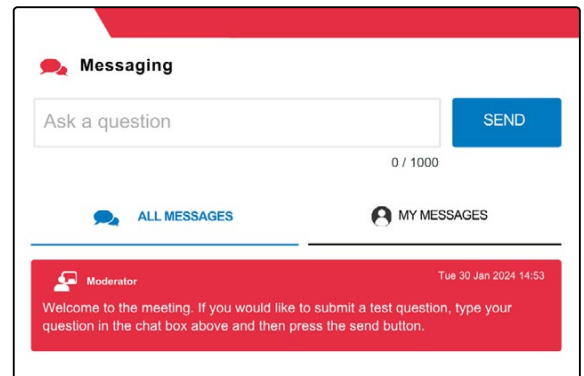 Messaging
Ask a question
SEND
0 / 1000
ALL MESSAGES
MY MESSAGES
Moderator
Tue 30 Jan 2024 14:53
Welcome to the meeting. If you would like to submit a test question, type your
question in the chat box above and then press the send button.